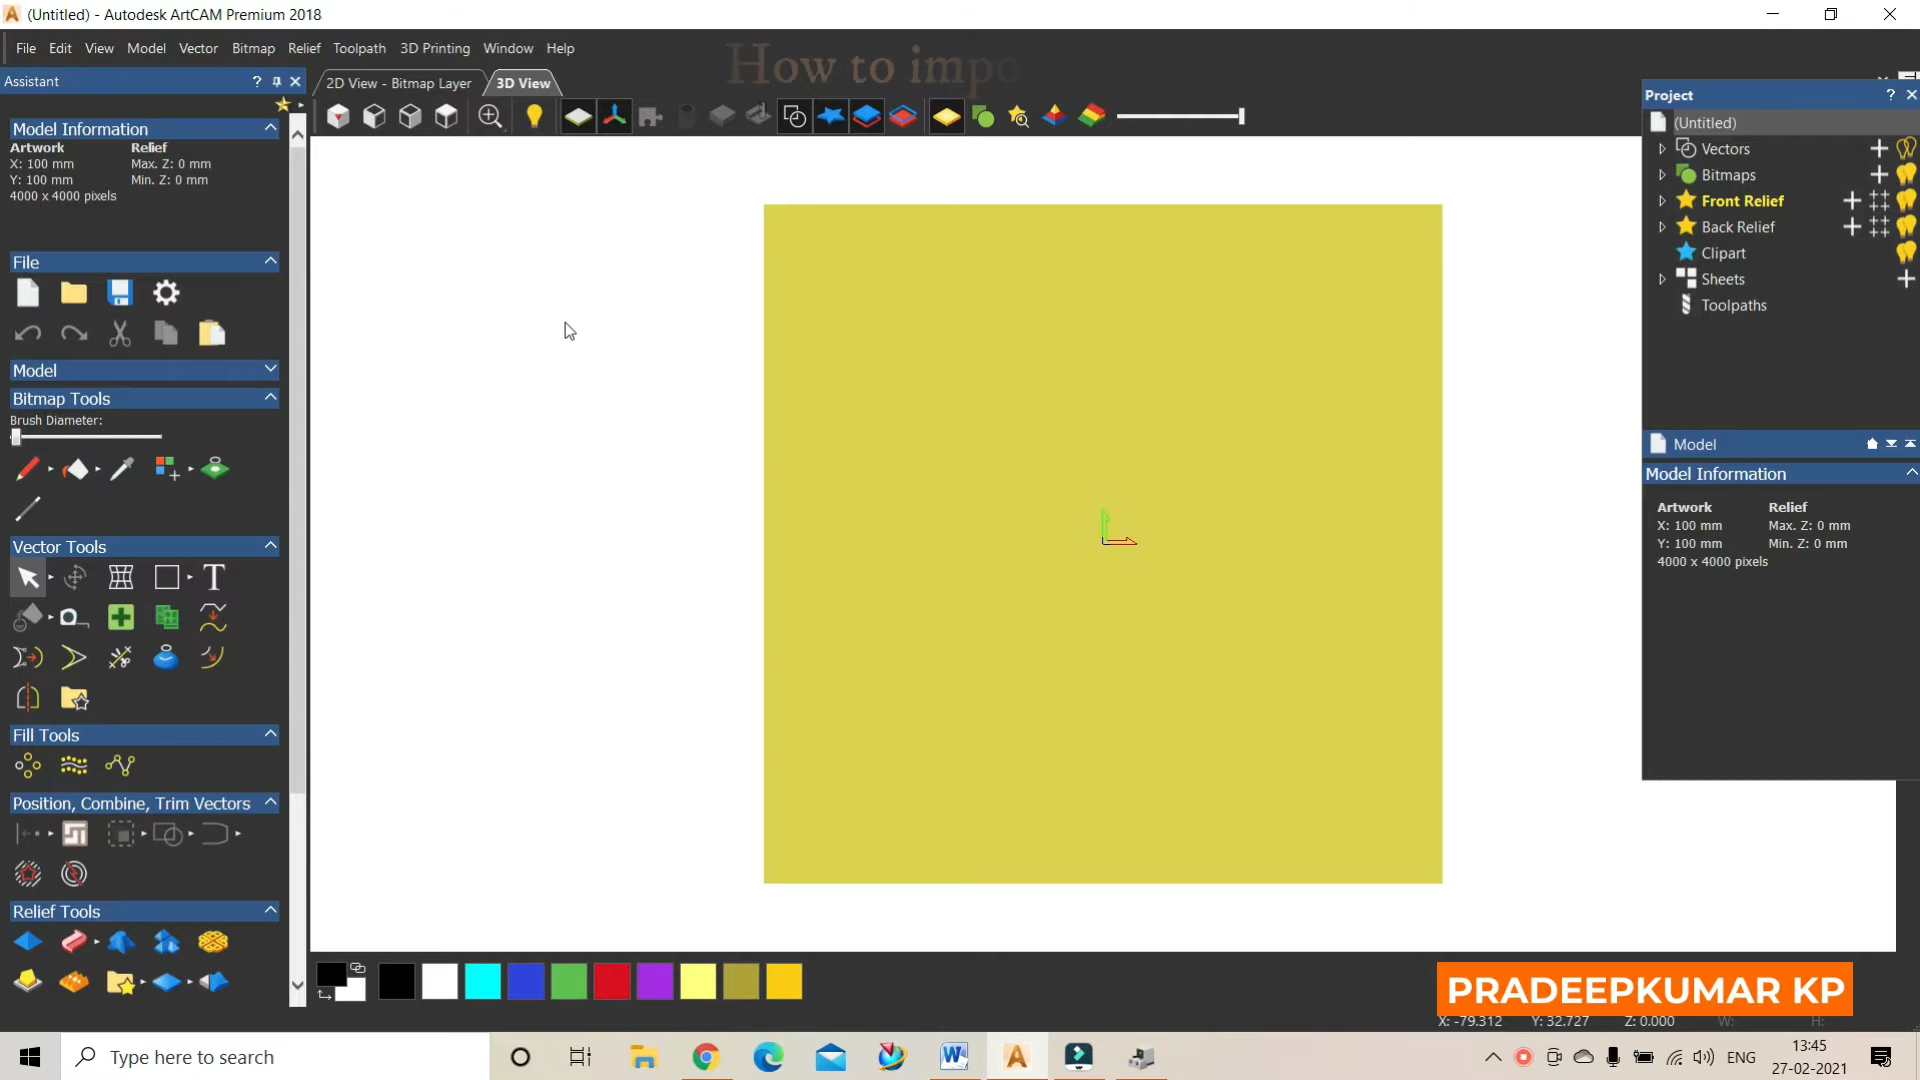 (Untitled) - Autodesk ArtCAM Premium 2018
File Edit View Model Vector Bitmap Relief Toolpath 3D Printing Window Help
How to impo
Assistant
2D View - Bitmap Layer
3D View
Model Information
Artwork Relief
X: 100 mm Max. Z: 0 mm
Y: 100 mm Min. Z: 0 mm
4000 x 4000 pixels
File
Model
Bitmap Tools
Brush Diameter:
Vector Tools
Fill Tools
Position, Combine, Trim Vectors
Relief Tools
Project
(Untitled)
Vectors
Bitmaps
Front Relief
Back Relief
Clipart
Sheets
Toolpaths
Model
Model Information
Artwork Relief
X: 100 mm Max. Z: 0 mm
Y: 100 mm Min. Z: 0 mm
4000 x 4000 pixels
PRADEEPKUMAR KP
X: -79.312 Y: 32.727 Z: 0.000 W: H:
Type here to search
ENG
13:45
27-02-2021